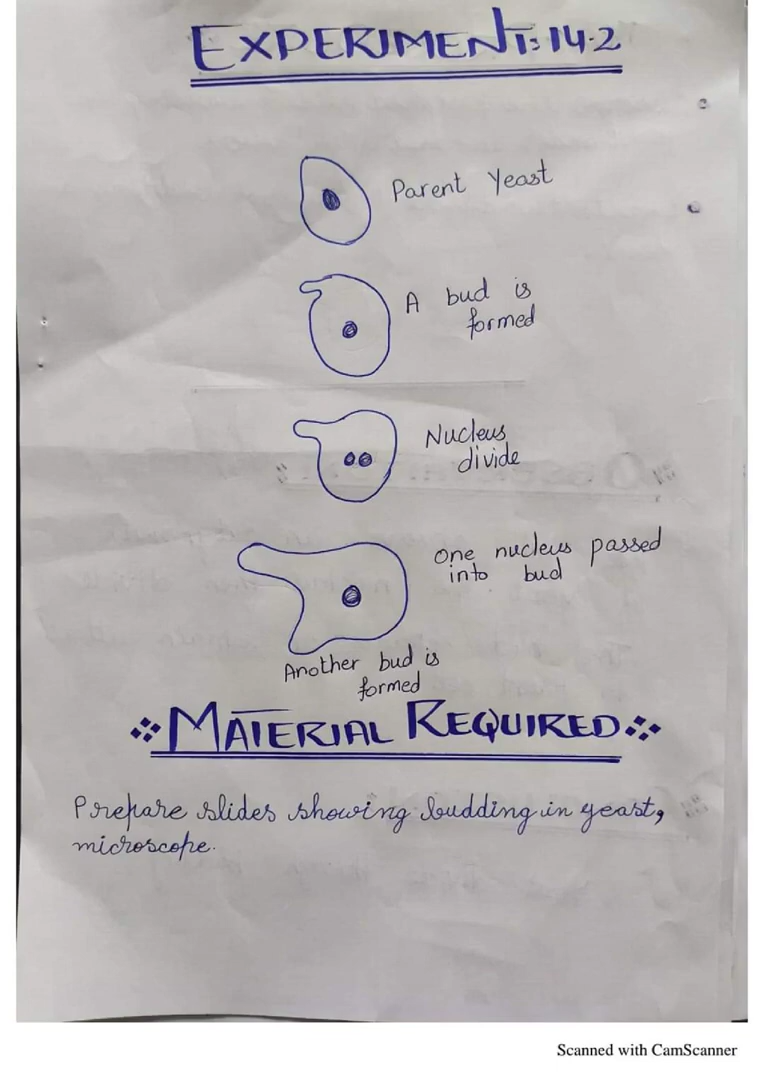 EXPERIMENT: 14.2
Parent Yeast
A bud is
formed
Nucleus
divide
One nucleus passed
into bud
Another bud is
formed
MATERIAL REQUIRED
Prepare slides showing budding in yeast,
microscope.
Scanned with CamScanner